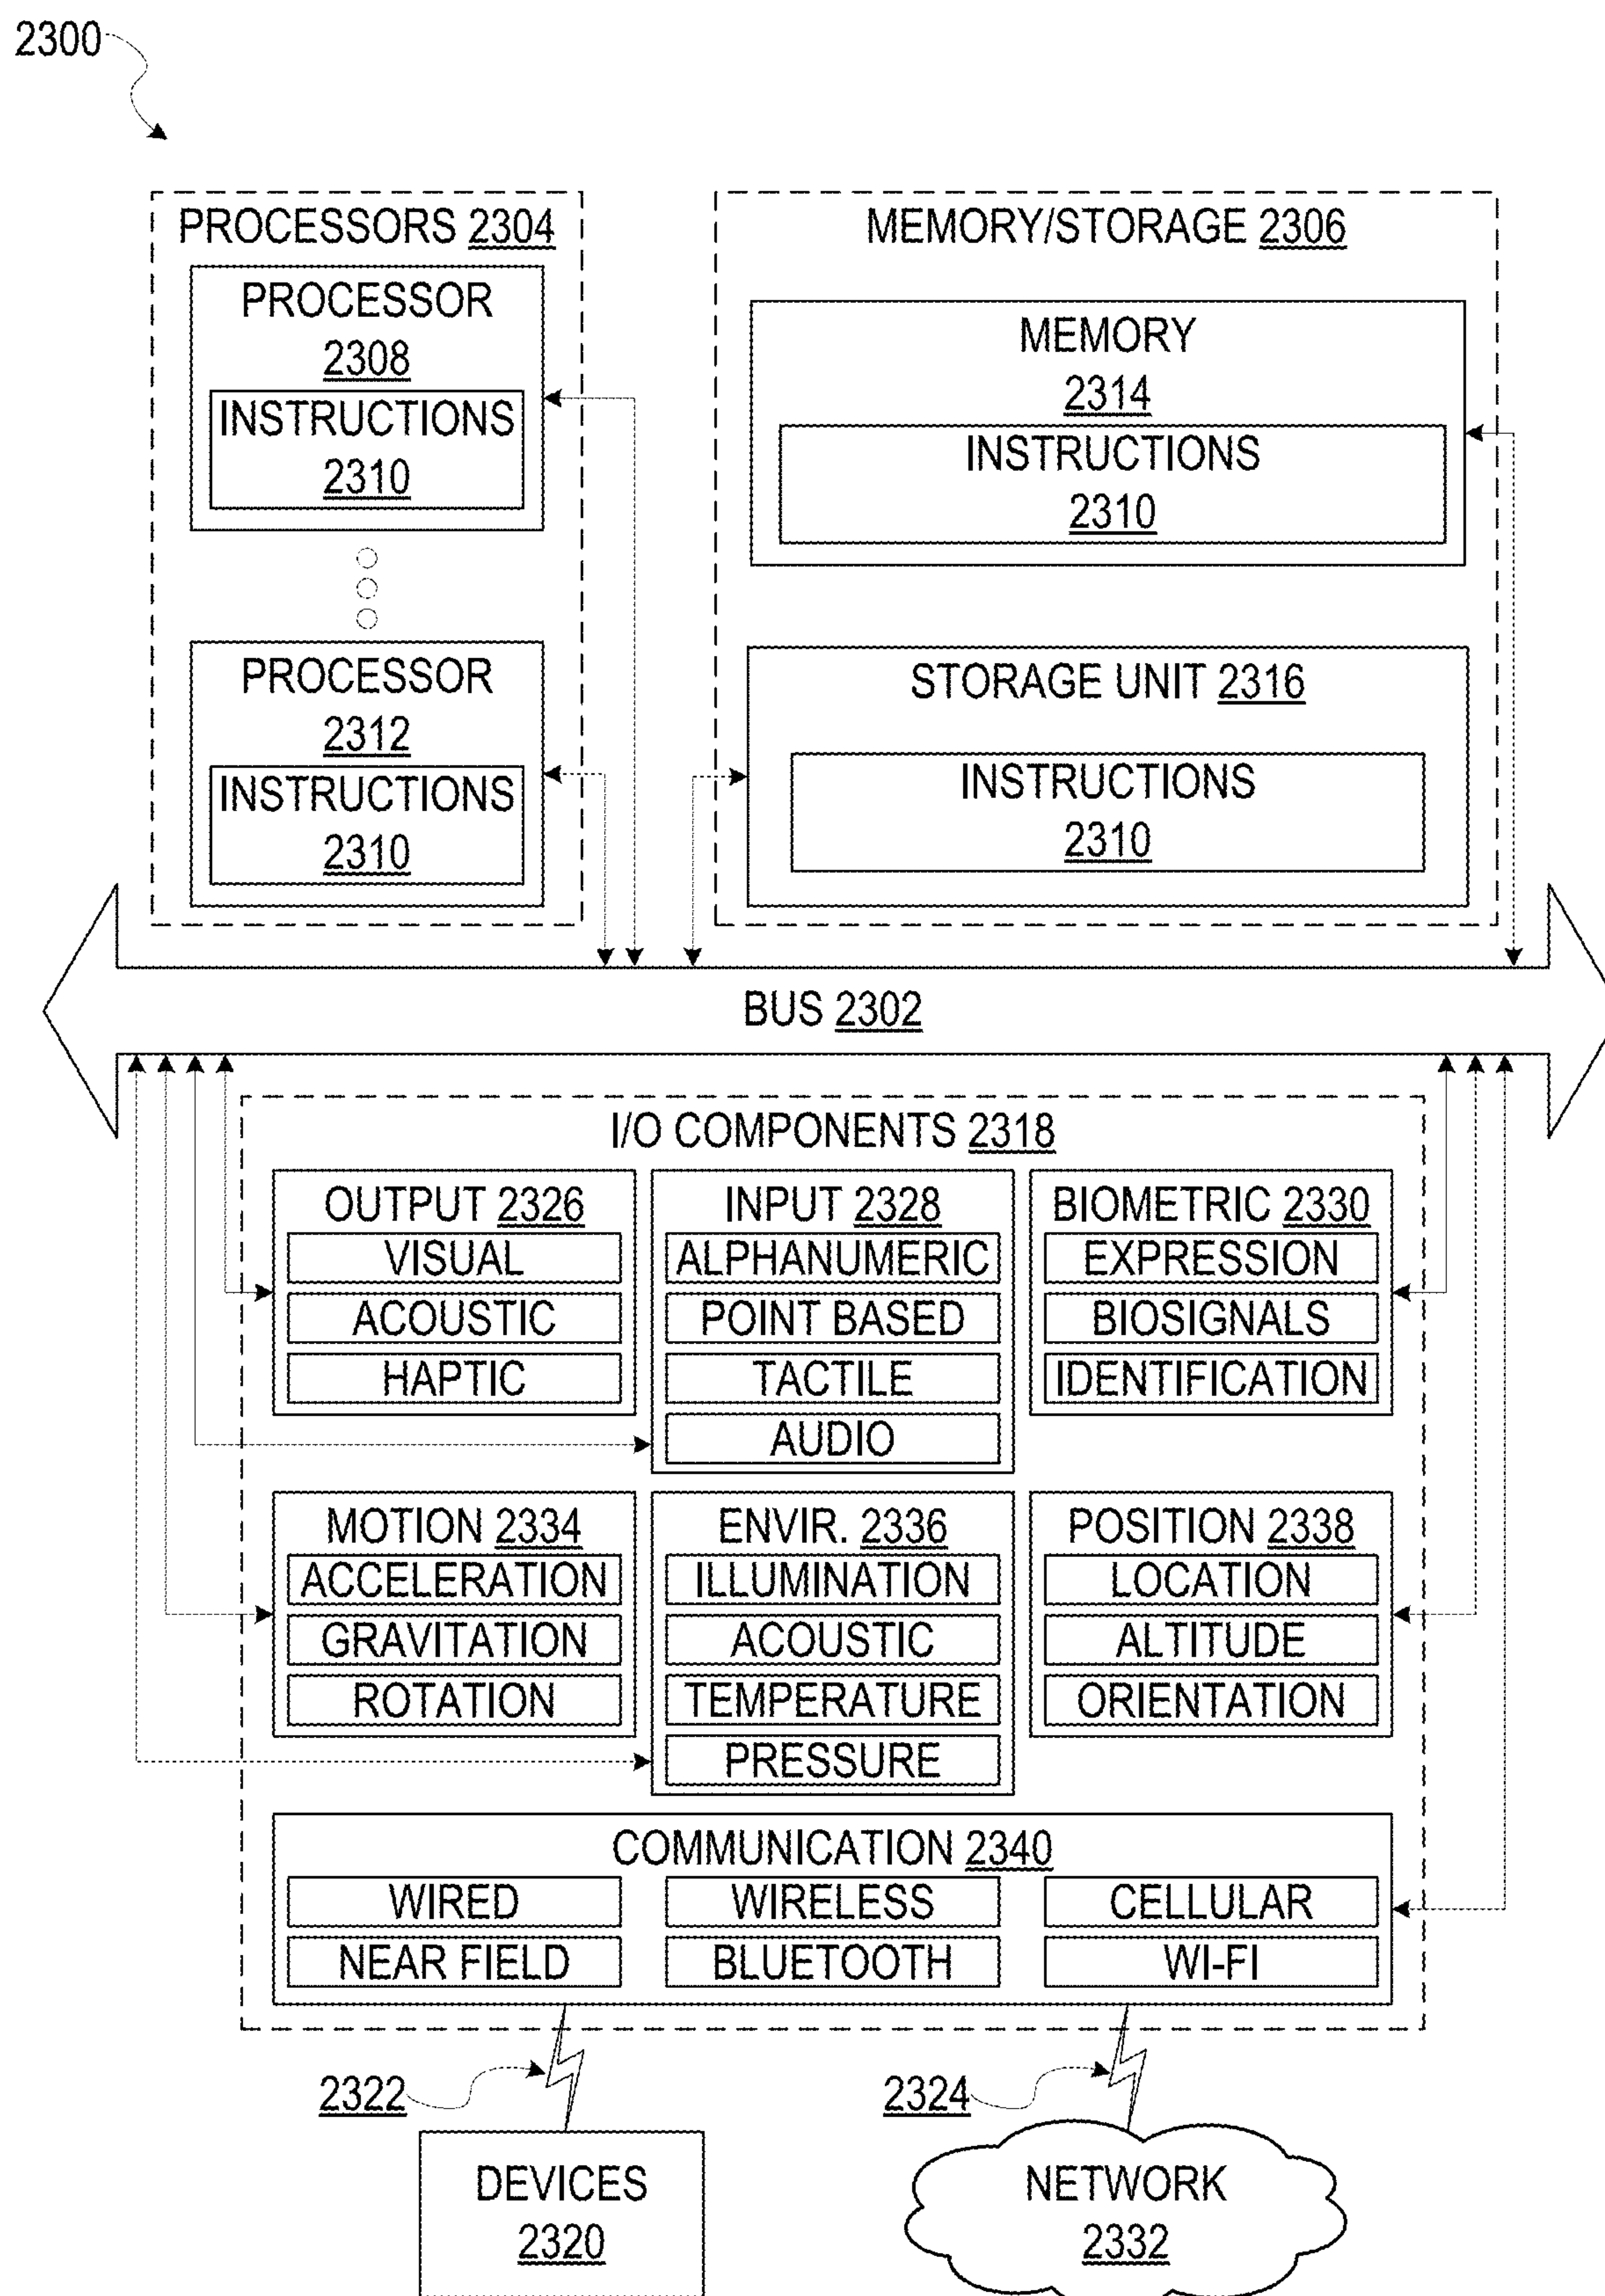 2300
PROCESSORS 2304
PROCESSOR
2308
INSTRUCTIONS
2310
PROCESSOR
2312
INSTRUCTIONS
2310
MEMORY/STORAGE 2306
MEMORY
2314
INSTRUCTIONS
2310
STORAGE UNIT 2316
INSTRUCTIONS
2310
BUS 2302
I/O COMPONENTS 2318
OUTPUT 2326
VISUAL
ACOUSTIC
HAPTIC
INPUT 2328
ALPHANUMERIC
POINT BASED
TACTILE
AUDIO
BIOMETRIC 2330
EXPRESSION
BIOSIGNALS
IDENTIFICATION
MOTION 2334
ACCELERATION
GRAVITATION
ROTATION
ENVIR. 2336
ILLUMINATION
ACOUSTIC
TEMPERATURE
PRESSURE
POSITION 2338
LOCATION
ALTITUDE
ORIENTATION
COMMUNICATION 2340
WIRED
WIRELESS
CELLULAR
NEAR FIELD
BLUETOOTH
WI-FI
2322
2324
DEVICES
2320
NETWORK
2332